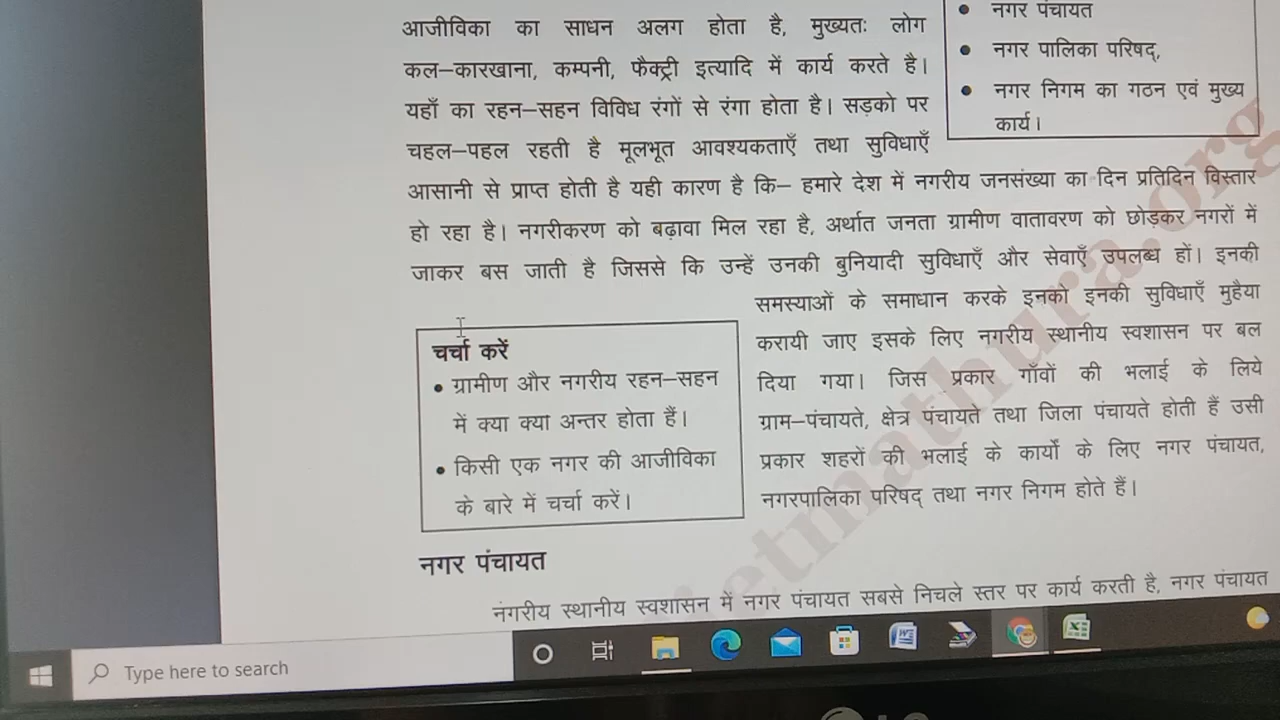 आजीविका का साधन अलग होता है, मुख्यतः लोग
कल–कारखाना, कम्पनी, फैक्ट्री इत्यादि में कार्य करते है।
यहाँ का रहन–सहन विविध रंगों से रंगा होता है। सड़को पर
चहल–पहल रहती है मूलभूत आवश्यकताएँ तथा सुविधाएँ
• नगर पंचायत
• नगर पालिका परिषद्,
• नगर निगम का गठन एवं मुख्य
कार्य।
आसानी से प्राप्त होती है यही कारण है कि– हमारे देश में नगरीय जनसंख्या का दिन प्रतिदिन विस्तार
हो रहा है। नगरीकरण को बढ़ावा मिल रहा है, अर्थात जनता ग्रामीण वातावरण को छोड़कर नगरों में
जाकर बस जाती है जिससे कि उन्हें उनकी बुनियादी सुविधाएँ और सेवाएँ उपलब्ध हों। इनकी
समस्याओं के समाधान करके इनको इनकी सुविधाएँ मुहैया
करायी जाए इसके लिए नगरीय स्थानीय स्वशासन पर बल
दिया गया। जिस प्रकार गाँवों की भलाई के लिये
ग्राम–पंचायते, क्षेत्र पंचायते तथा जिला पंचायते होती हैं उसी
प्रकार शहरों की भलाई के कार्यों के लिए नगर पंचायत,
नगरपालिका परिषद् तथा नगर निगम होते हैं।
चर्चा करें
• ग्रामीण और नगरीय रहन–सहन
में क्या क्या अन्तर होता हैं।
• किसी एक नगर की आजीविका
के बारे में चर्चा करें।
नगर पंचायत
नंगरीय स्थानीय स्वशासन में नगर पंचायत सबसे निचले स्तर पर कार्य करती है, नगर पंचायत
ietmathura.org
Type here to search